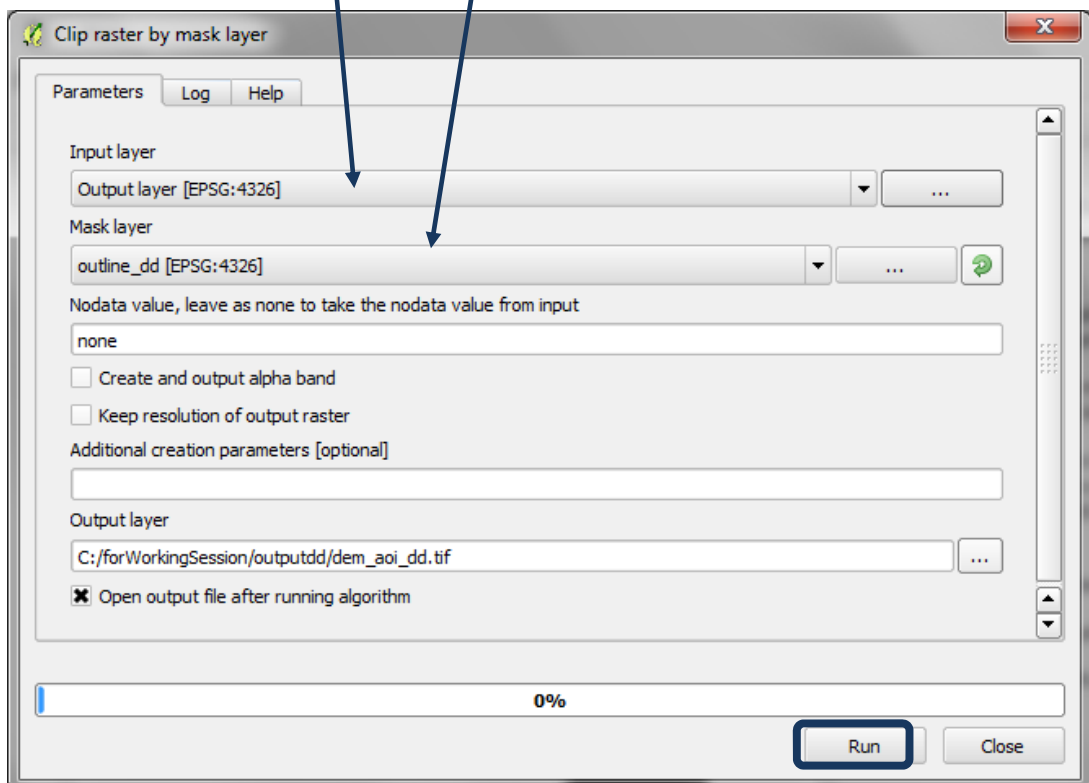 Clip raster by mask layer
Parameters Log Help
Input layer
Output layer [EPSG:4326] ...
Mask layer
outline_dd [EPSG:4326] ...
Nodata value, leave as none to take the nodata value from input
none
Create and output alpha band
Keep resolution of output raster
Additional creation parameters [optional]
Output layer
C:/forWorkingSession/outputdd/dem_aoi_dd.tif ...
Open output file after running algorithm
0%
Run Close